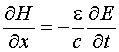 ∂H/∂x = −(ε/c) ∂E/∂t